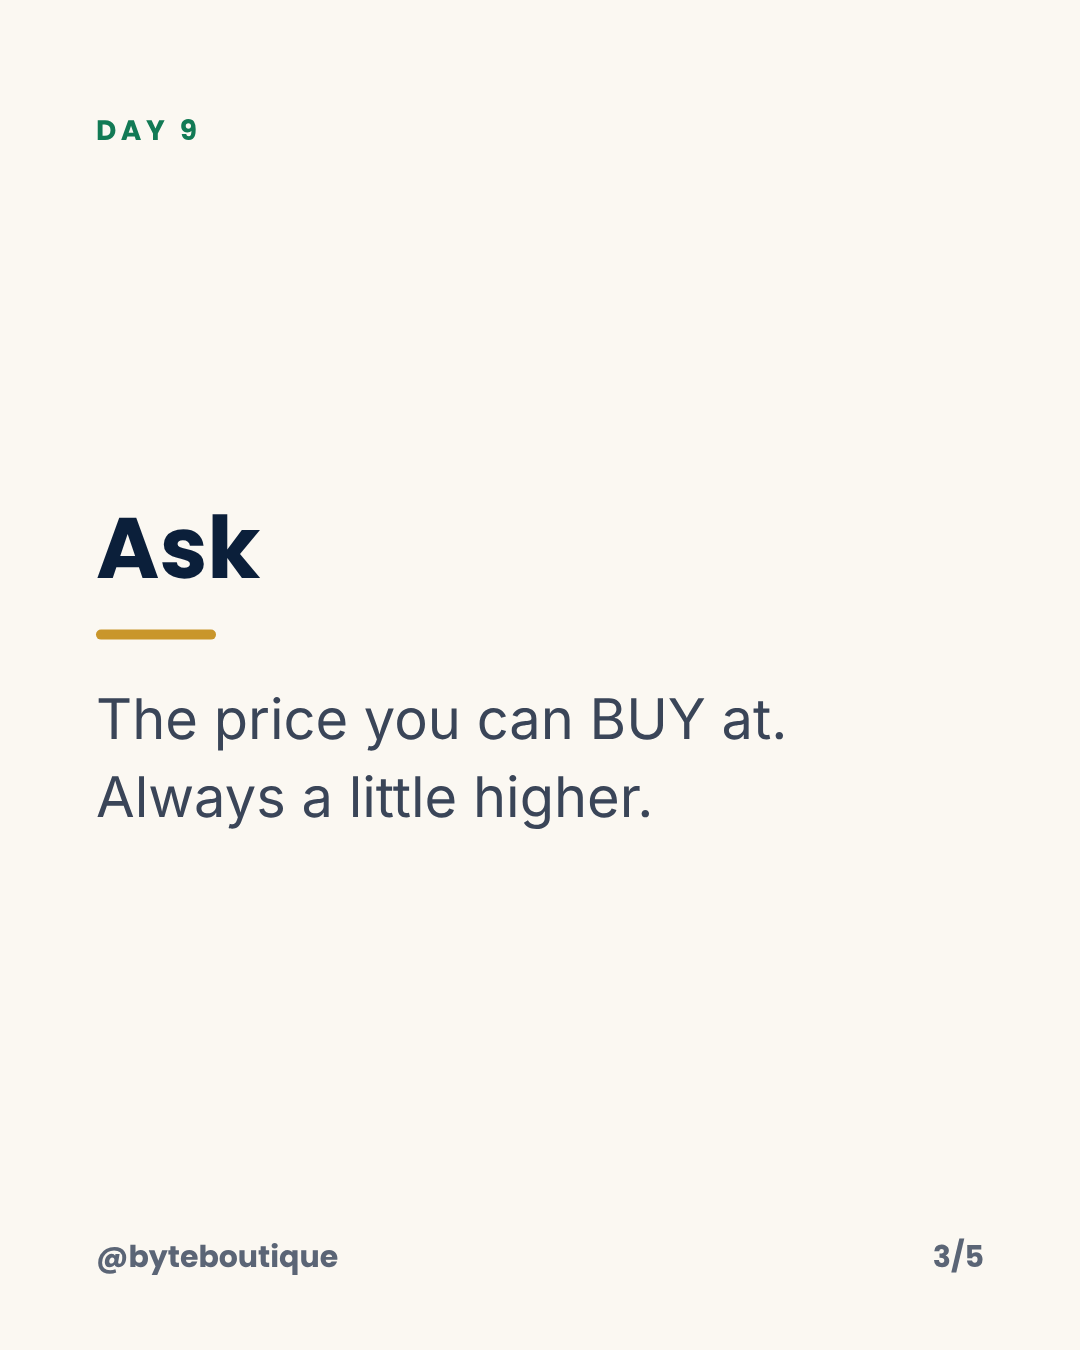 DAY 9
Ask
The price you can BUY at.
Always a little higher.
@byteboutique
3/5